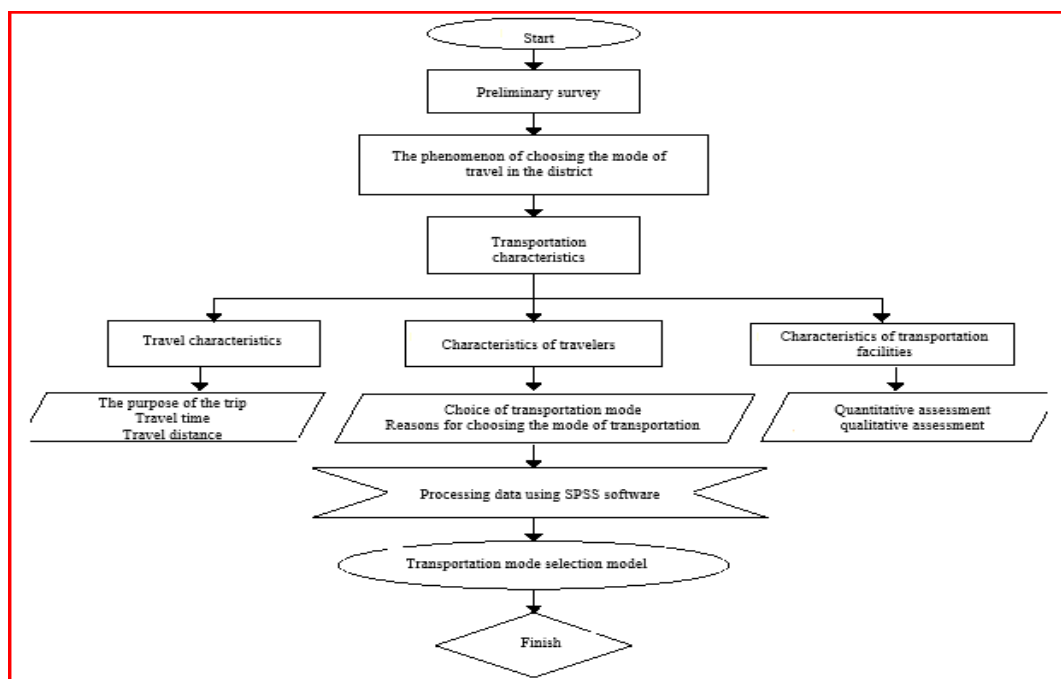 Start
Preliminary survey
The phenomenon of choosing the mode of
travel in the district
Transportation
characteristics
Travel characteristics
Characteristics of travelers
Characteristics of transportation
facilities
The purpose of the trip
Travel time
Travel distance
Choice of transportation mode
Reasons for choosing the mode of transportation
Quantitative assessment
qualitative assessment
Processing data using SPSS software
Transportation mode selection model
Finish